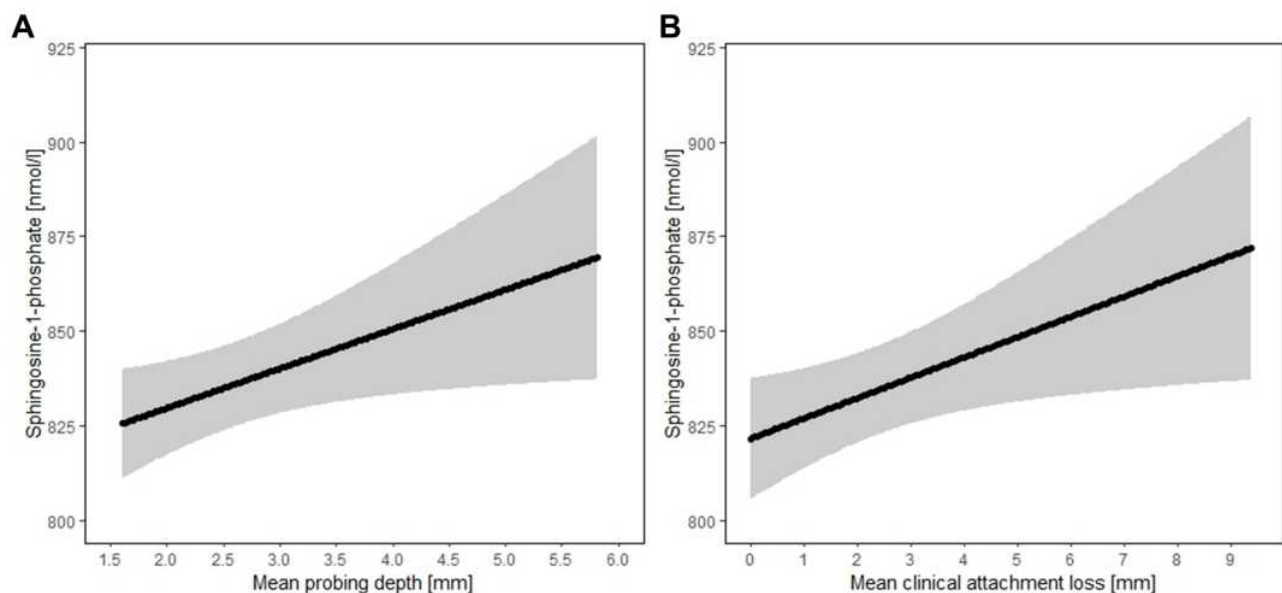 A
925
900
875
850
825
800
Sphingosine-1-phosphate [nmol/l]
1.5 2.0 2.5 3.0 3.5 4.0 4.5 5.0 5.5 6.0
Mean probing depth [mm]
B
925
900
875
850
825
800
Sphingosine-1-phosphate [nmol/l]
0 1 2 3 4 5 6 7 8 9
Mean clinical attachment loss [mm]